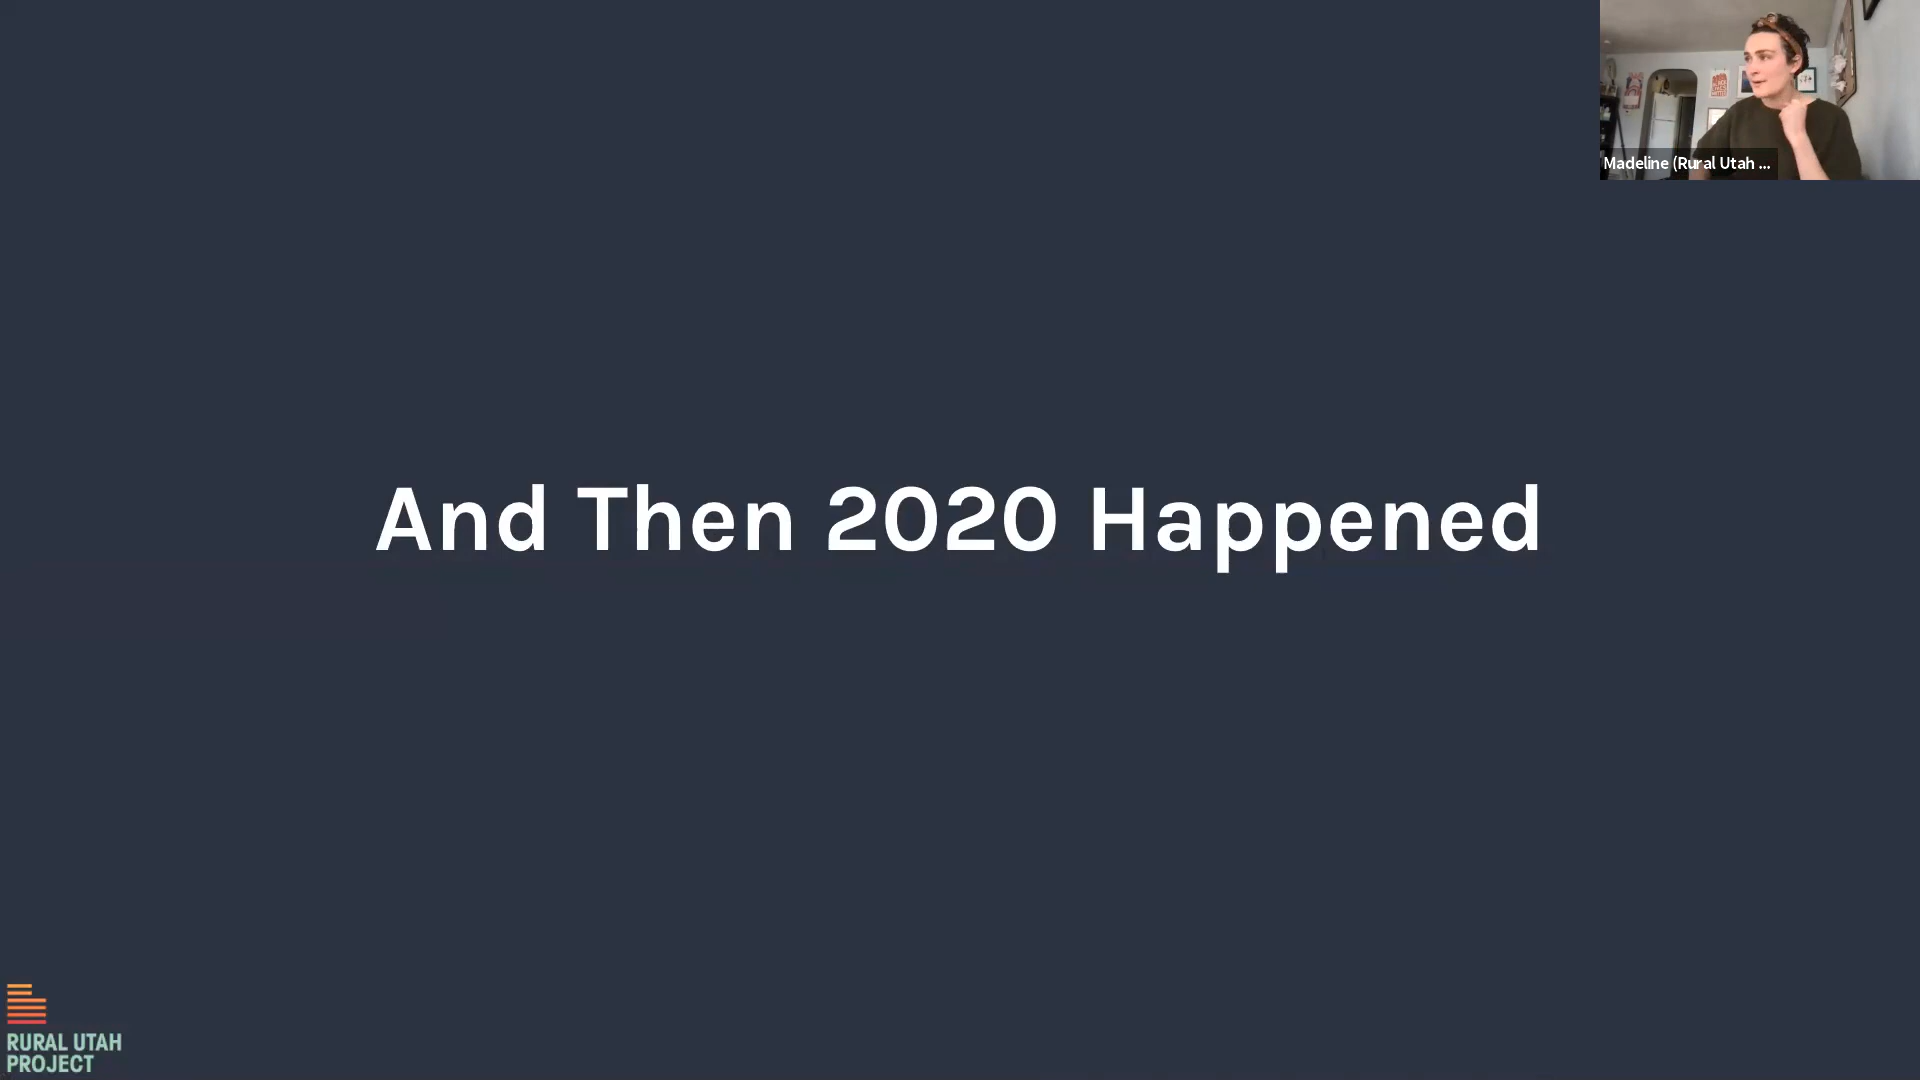 Madeline (Rural Utah ...
And Then 2020 Happened
RURAL UTAH
PROJECT